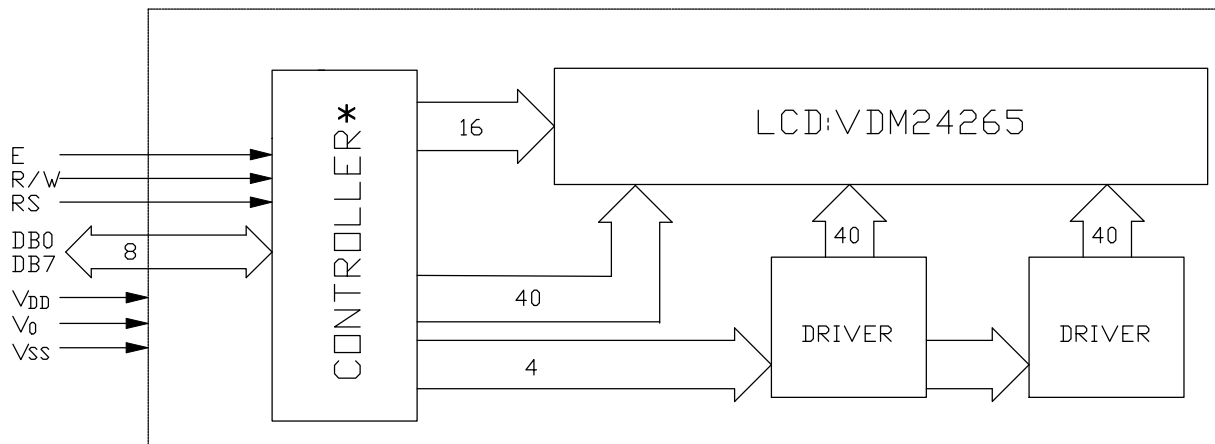 LCD:VDM24265
CONTROLLER*
16
E
R/W
RS
DB0
DB7
8
40
40
40
VDD
V0
VSS
4
DRIVER
DRIVER